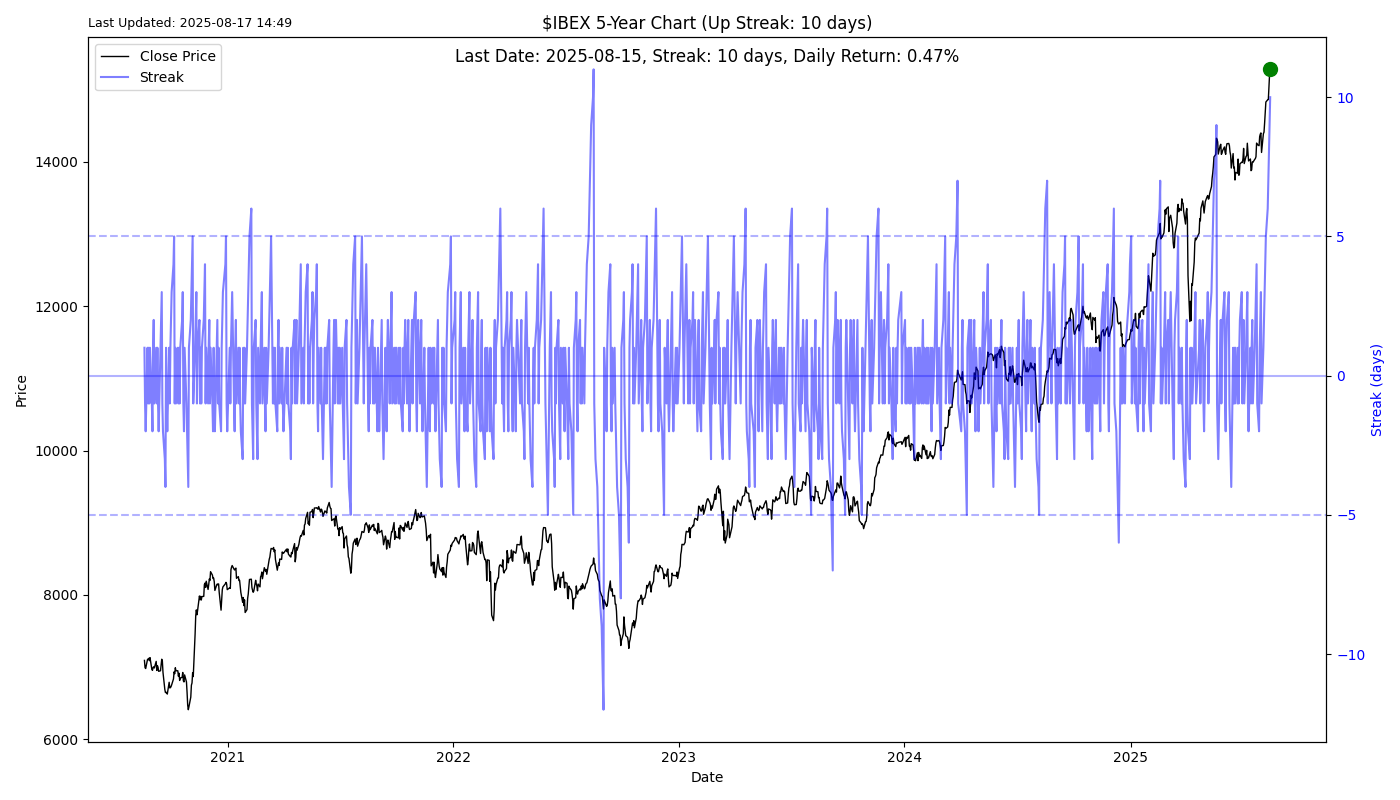 Last Updated: 2025-08-17 14:49
$IBEX 5-Year Chart (Up Streak: 10 days)
Last Date: 2025-08-15, Streak: 10 days, Daily Return: 0.47%
Close Price
Streak
Price
14000
12000
10000
8000
6000
10
5
0
−5
−10
Streak (days)
2021
2022
2023
2024
2025
Date